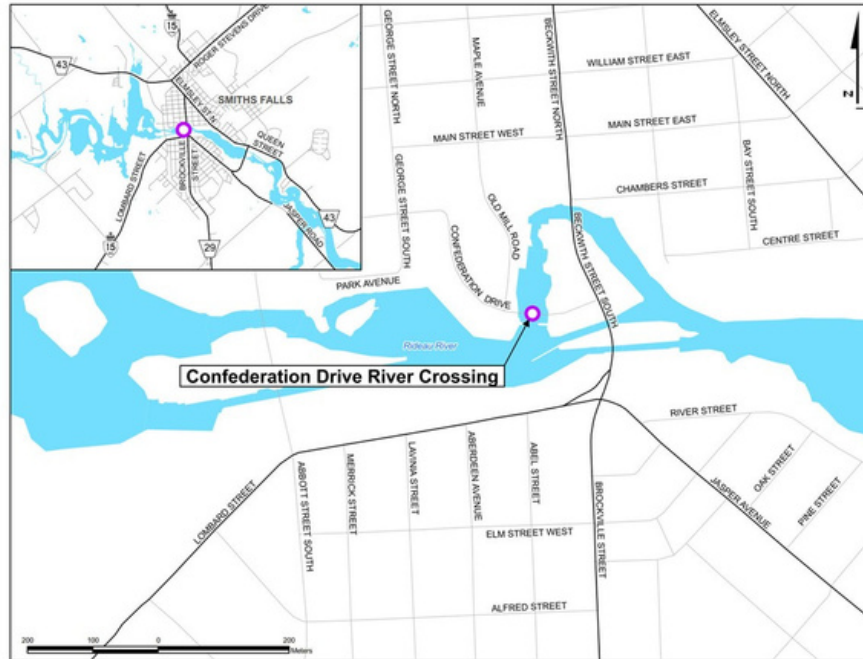 15
ROGER STEVENS DRIVE
43
ELMSLEY ST N
SMITHS FALLS
QUEEN
STREET
BROCKVILLE
STREET
LOMBARD STREET
JASPER ROAD
43
15
29
GEORGE STREET NORTH
MAPLE AVENUE
BECKWITH STREET NORTH
ELMSLEY STREET NORTH
WILLIAM STREET EAST
N
MAIN STREET WEST
MAIN STREET EAST
BAY STREET SOUTH
GEORGE STREET SOUTH
OLD MILL ROAD
CHAMBERS STREET
CONFEDERATION DRIVE
BECKWITH STREET SOUTH
CENTRE STREET
PARK AVENUE
Rideau River
Confederation Drive River Crossing
RIVER STREET
LOMBARD STREET
ABBOTT STREET SOUTH
MERRICK STREET
LAVINIA STREET
ABERDEEN AVENUE
ABEL STREET
BROCKVILLE STREET
JASPER AVENUE
OAK STREET
PINE STREET
ELM STREET WEST
ALFRED STREET
200 100 0 200
Meters